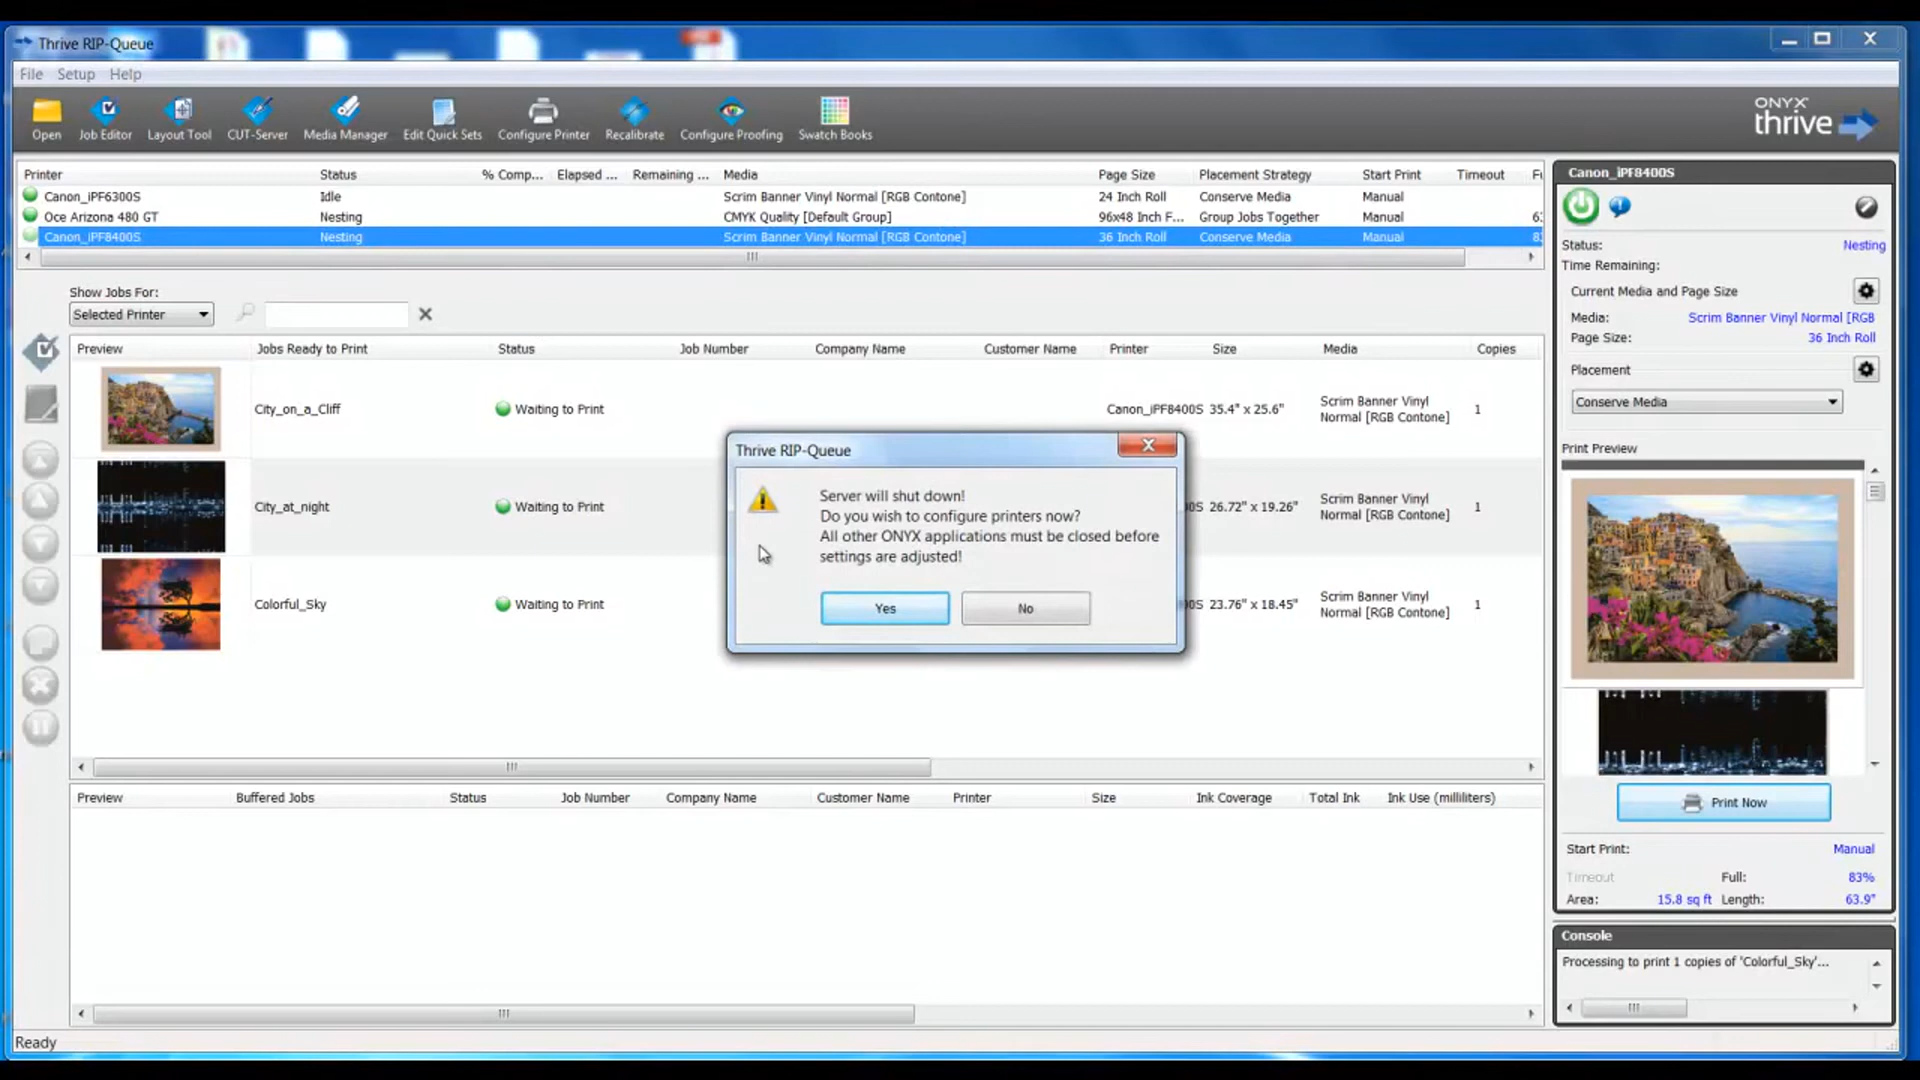 Thrive RIP-Queue
File Setup Help
Open Job Editor Layout Tool CUT-Server Media Manager Edit Quick Sets Configure Printer Recalibrate Configure Proofing Swatch Books
ONYX
thrive
Printer Status % Comp... Elapsed ... Remaining ... Media Page Size Placement Strategy Start Print Timeout Fu
Canon_iPF6300S Idle Scrim Banner Vinyl Normal [RGB Contone] 24 Inch Roll Conserve Media Manual
Oce Arizona 480 GT Nesting CMYK Quality [Default Group] 96x48 Inch F... Group Jobs Together Manual
Canon_iPF8400S Nesting Scrim Banner Vinyl Normal [RGB Contone] 36 Inch Roll Conserve Media Manual
Show Jobs For:
Selected Printer
Preview Jobs Ready to Print Status Job Number Company Name Customer Name Printer Size Media Copies
City_on_a_Cliff Waiting to Print Canon_iPF8400S 35.4" x 25.6" Scrim Banner Vinyl Normal [RGB Contone] 1
City_at_night Waiting to Print 00S 26.72" x 19.26" Scrim Banner Vinyl Normal [RGB Contone] 1
Colorful_Sky Waiting to Print 00S 23.76" x 18.45" Scrim Banner Vinyl Normal [RGB Contone] 1
Thrive RIP-Queue
Server will shut down!
Do you wish to configure printers now?
All other ONYX applications must be closed before
settings are adjusted!
Yes No
Preview Buffered Jobs Status Job Number Company Name Customer Name Printer Size Ink Coverage Total Ink Ink Use (milliliters)
Canon_iPF8400S
Status: Nesting
Time Remaining:
Current Media and Page Size
Media: Scrim Banner Vinyl Normal [RGB
Page Size: 36 Inch Roll
Placement
Conserve Media
Print Preview
Print Now
Start Print: Manual
Timeout Full: 83%
Area: 15.8 sq ft Length: 63.9"
Console
Processing to print 1 copies of 'Colorful_Sky'...
Ready